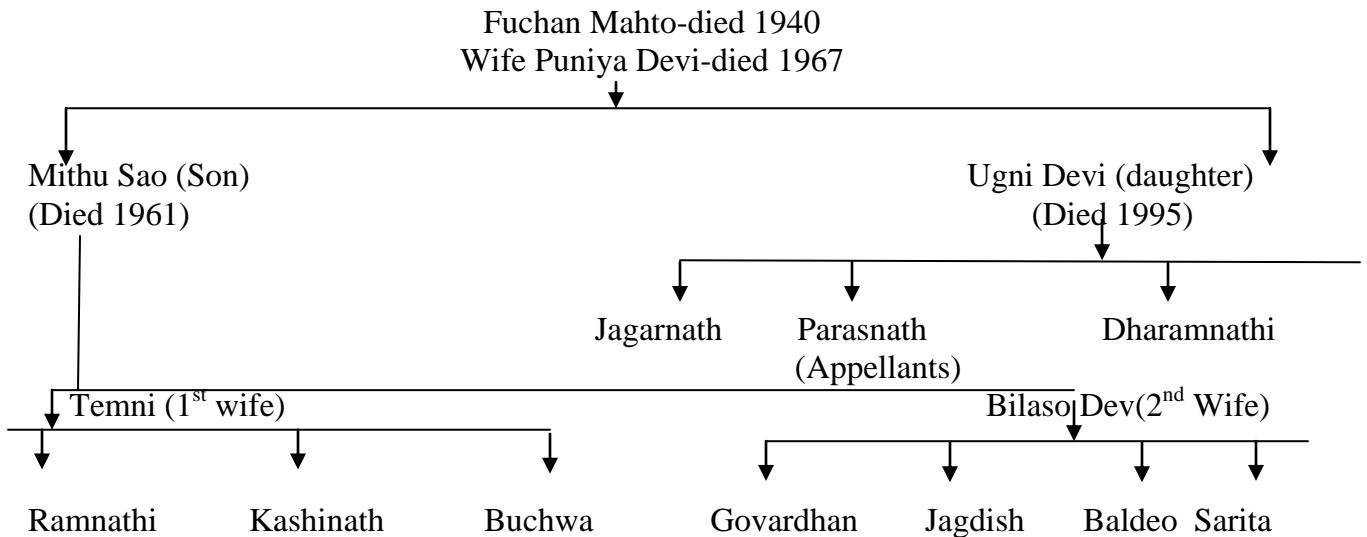 Fuchan Mahto-died 1940
Wife Puniya Devi-died 1967
Mithu Sao (Son) Ugni Devi (daughter)
(Died 1961) (Died 1995)
Jagarnath Parasnath Dharamnathi
(Appellants)
Temni (1st wife) Bilaso Dev(2nd Wife)
Ramnathi Kashinath Buchwa Govardhan Jagdish Baldeo Sarita